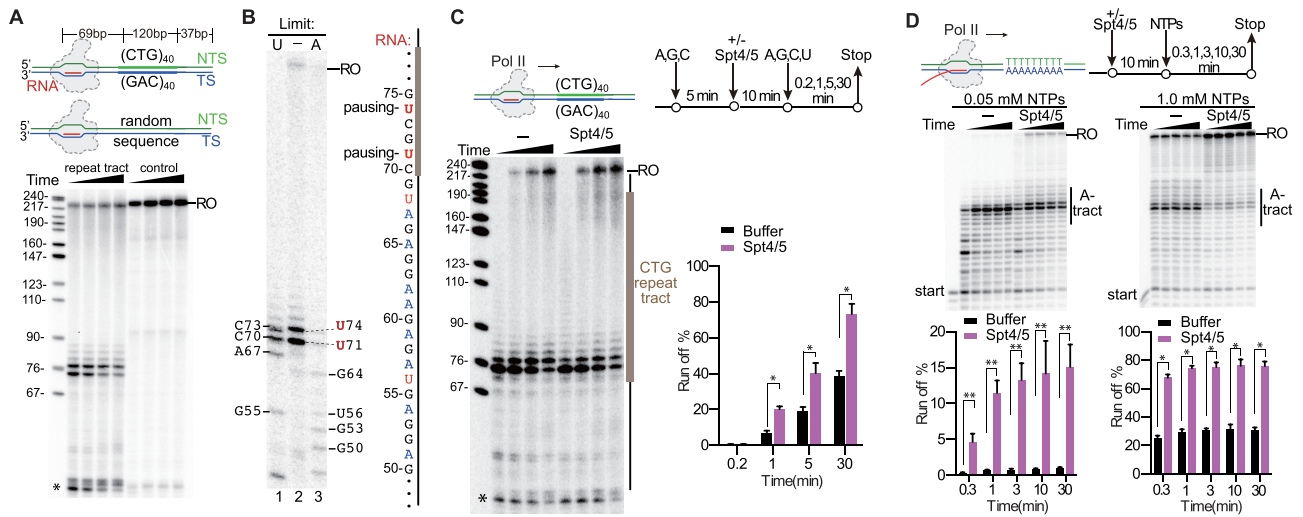 A
69bp
120bp
37bp
(CTG)40
NTS
5'
3'
RNA
(GAC)40
TS
random
NTS
5'
3'
sequence
TS
repeat tract
control
Time
240-
217-
190-
160-
147-
123-
110-
90-
76-
67-
RO
*
B
Limit:
U
–
A
RNA:
RO
75-
G
pausing-
U
C
G
pausing-
U
70-
C
G
U
A
G
65-
A
G
G
A
A
60-
G
A
G
A
U
55-
G
A
G
G
A
50-
G
C73
C70
A67
G55
U74
U71
G64
U56
G53
G50
1
2
3
C
Pol II
(CTG)40
(GAC)40
A,G,C
+/-
Spt4/5
A,G,C,U
Stop
5 min
10 min
0.2,1,5,30
min
–
Spt4/5
Time
240-
217-
190-
160-
147-
123-
110-
90-
76-
67-
RO
CTG
repeat
tract
*
Buffer
Spt4/5
Run off %
100
80
60
40
20
0
*
*
*
0.2
1
5
30
Time(min)
D
Pol II
TTTTTTTTT
AAAAAAAAA
+/-
Spt4/5
NTPs
Stop
10 min
0.3,1,3,10,30
min
0.05 mM NTPs
–
Spt4/5
Time
RO
A-
tract
start
1.0 mM NTPs
–
Spt4/5
Time
RO
A-
tract
start
Buffer
Spt4/5
Run off %
20
15
10
5
0
**
**
**
**
**
0.3
1
3
10
30
Time(min)
Buffer
Spt4/5
Run off %
100
80
60
40
20
0
*
*
*
*
*
0.3
1
3
10
30
Time(min)